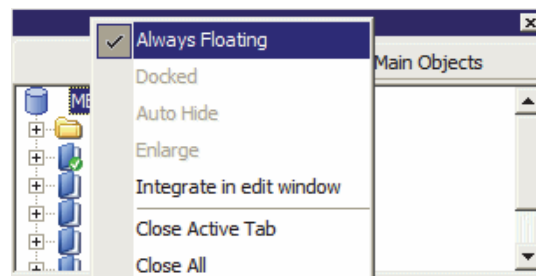 Always Floating
Main Objects
Docked
Auto Hide
Enlarge
Integrate in edit window
Close Active Tab
Close All